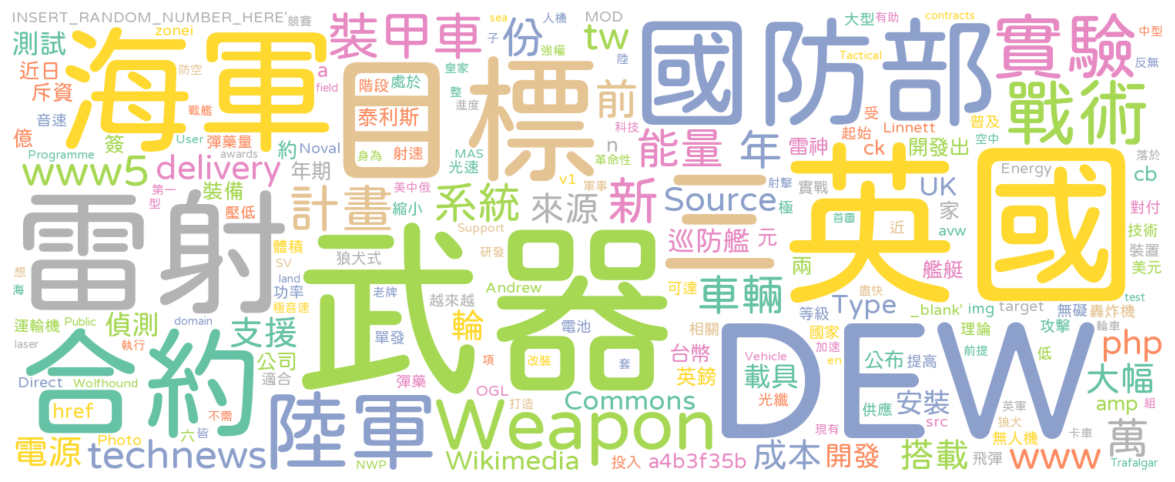 INSERT_RANDOM_NUMBER_HERE'
競賽
zonei
測試
近日
斥資
音速
億
防空
戰艦
海軍
裝甲車
a
field
份
子
sea
強權
人機
tw
MOD
陸
國防部
大型
有助
contracts
Tactical
實驗
中型
反無
戰術
階段
處於
皇家
整
進度
泰利斯
身為
射速
目標
前
科技
n
革命性
MAS
光速
v1
軍事
能量
年
雷神
受
起始
ck
Linnett
普及
空中
開發出
簽
User
彈藥量
約
Noval
Programme
awards
www5
delivery
年期
第一
型
裝備
壓低
雷射
計畫
美中俄
縮小
系統
Support
來源
研發
新
三
Source
射擊
實戰
極
UK
家
首圖
近
avw
英國
Energy
落於
cb
對付
技術
裝置
美元
巡防艦
元
兩
艦艇
體積
SV
狼犬式
land
功率
極音速
想
海
運輸機
Public
執行
偵測
支援
domain
老牌
越來越
單發
輪
Andrew
電池
武器
可達
車輛
相關
等級
Type
國家
加速
en
_blank'
img
target
無礙
轟炸機
理論
攻擊
輪車
test
前提
低
laser
合約
Direct
Wolfhound
公司
適合
href
不需
六
皆
Photo
電源
technews
陸軍
彈藥
項
改裝
套
OGL
打造
NWP
Weapon
Wikimedia
Commons
台幣
英鎊
Vehicle
載具
光纖
投入
a4b3f35b
DEW
公布
提高
供應
安裝
src
現有
成本
開發
英軍
狼犬
無人機
卡車
搭載
飛彈
php
大幅
amp
組
萬
www
Trafalgar